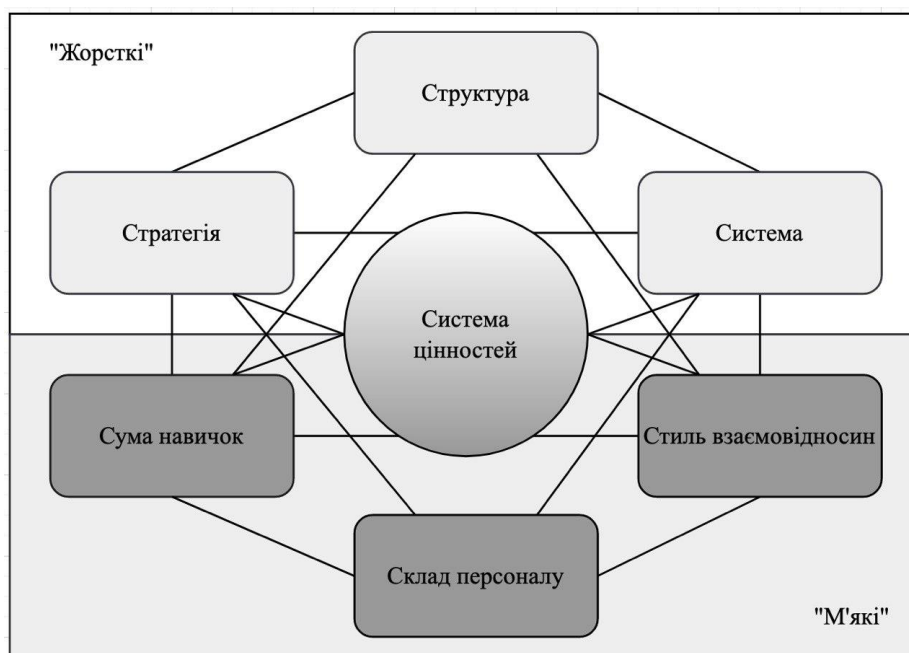 "Жорсткі"
Структура
Стратегія
Система
Система
цінностей
Сума навичок
Стиль взаємовідносин
Склад персоналу
"М'які"